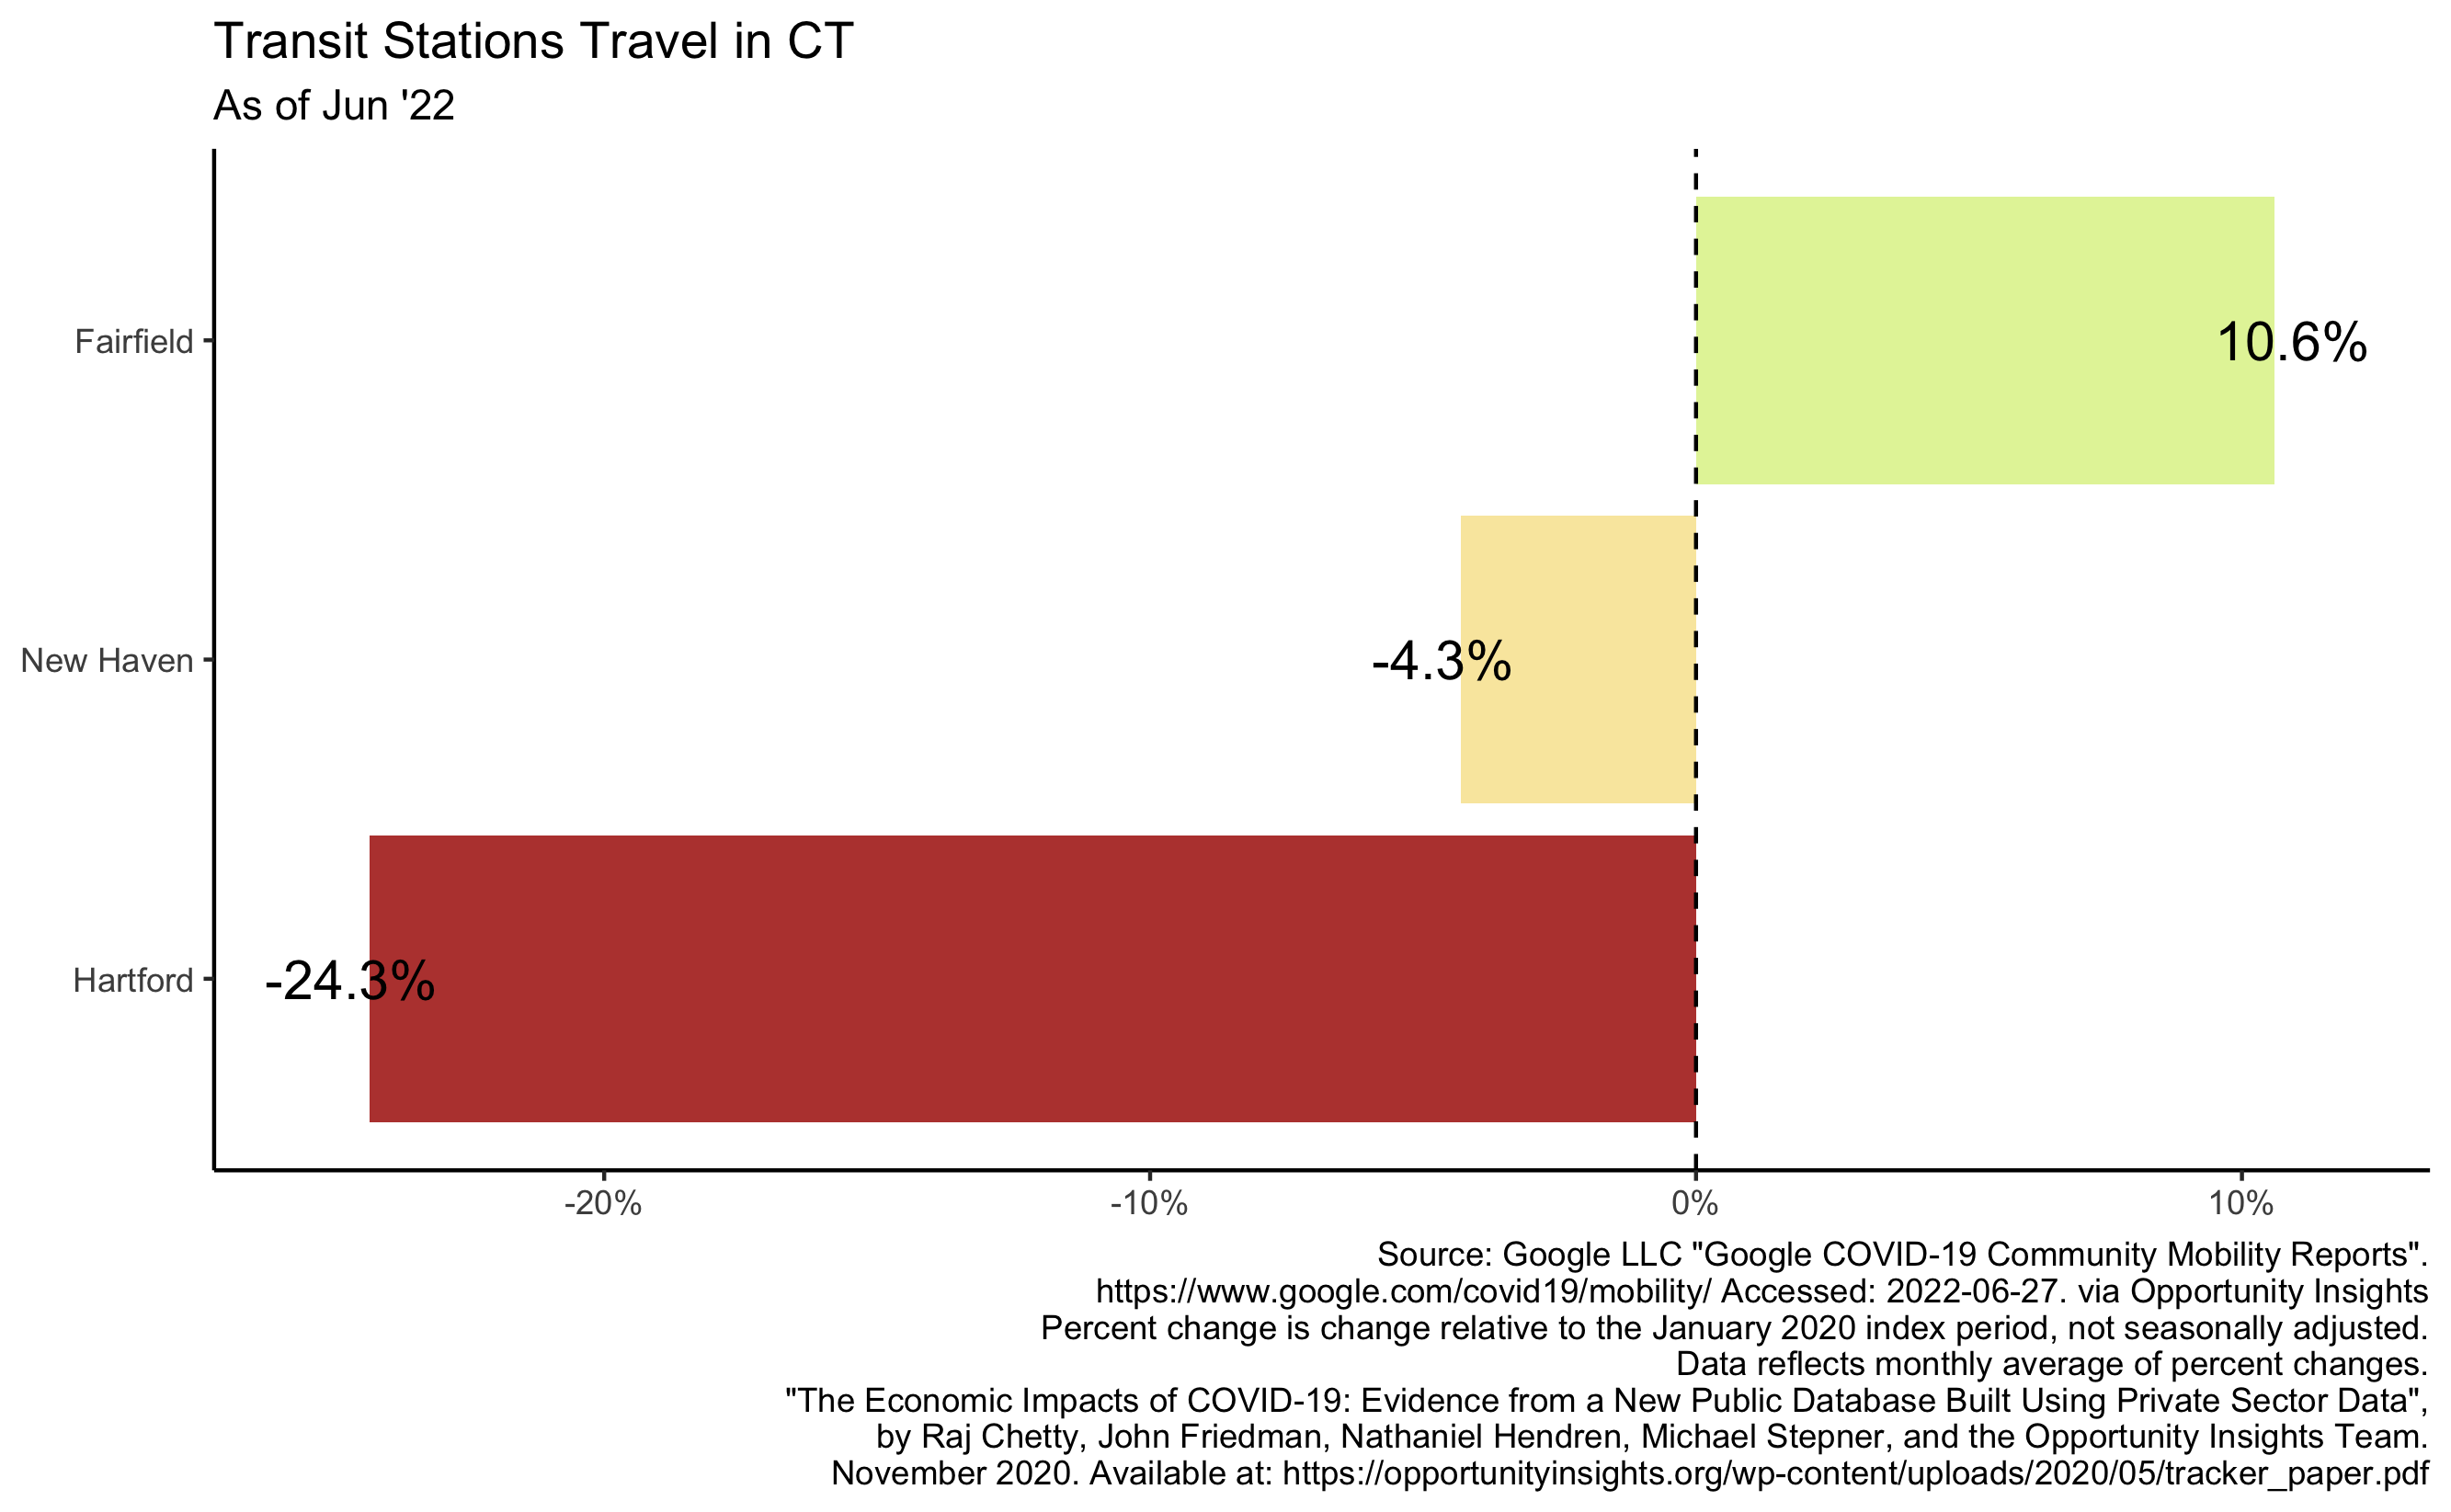 Transit Stations Travel in CT
As of Jun '22
Fairfield
10.6%
New Haven
-4.3%
Hartford
-24.3%
-20%
-10%
0%
10%
Source: Google LLC "Google COVID-19 Community Mobility Reports".
https://www.google.com/covid19/mobility/ Accessed: 2022-06-27. via Opportunity Insights
Percent change is change relative to the January 2020 index period, not seasonally adjusted.
Data reflects monthly average of percent changes.
"The Economic Impacts of COVID-19: Evidence from a New Public Database Built Using Private Sector Data",
by Raj Chetty, John Friedman, Nathaniel Hendren, Michael Stepner, and the Opportunity Insights Team.
November 2020. Available at: https://opportunityinsights.org/wp-content/uploads/2020/05/tracker_paper.pdf